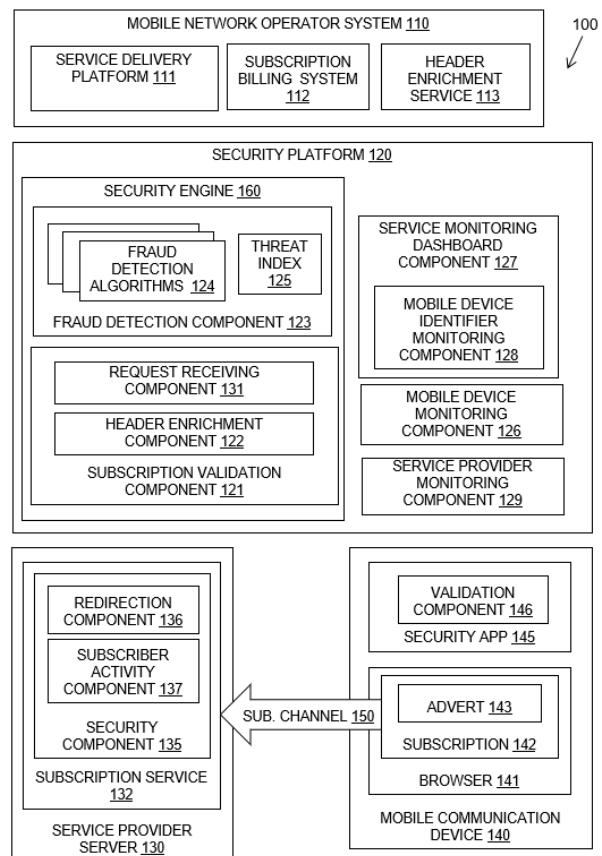 MOBILE NETWORK OPERATOR SYSTEM 110
100
SERVICE DELIVERY
PLATFORM 111
SUBSCRIPTION
BILLING SYSTEM
112
HEADER
ENRICHMENT
SERVICE 113
SECURITY PLATFORM 120
SECURITY ENGINE 160
FRAUD
DETECTION
ALGORITHMS 124
THREAT
INDEX
125
FRAUD DETECTION COMPONENT 123
REQUEST RECEIVING
COMPONENT 131
HEADER ENRICHMENT
COMPONENT 122
SUBSCRIPTION VALIDATION
COMPONENT 121
SERVICE MONITORING
DASHBOARD
COMPONENT 127
MOBILE DEVICE
IDENTIFIER
MONITORING
COMPONENT 128
MOBILE DEVICE
MONITORING
COMPONENT 126
SERVICE PROVIDER
MONITORING
COMPONENT 129
REDIRECTION
COMPONENT 136
SUBSCRIBER
ACTIVITY
COMPONENT 137
SECURITY
COMPONENT 135
SUBSCRIPTION SERVICE
132
SERVICE PROVIDER
SERVER 130
SUB. CHANNEL 150
VALIDATION
COMPONENT 146
SECURITY APP 145
ADVERT 143
SUBSCRIPTION 142
BROWSER 141
MOBILE COMMUNICATION
DEVICE 140